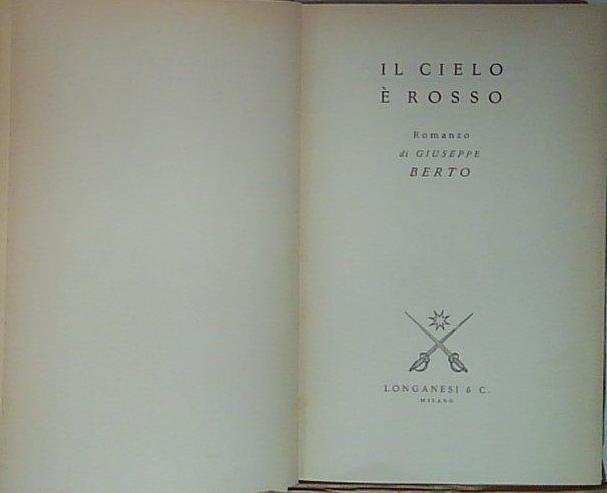 IL CIELO
È ROSSO
Romanzo
di GIUSEPPE
BERTO
LONGANESI & C.
MILANO